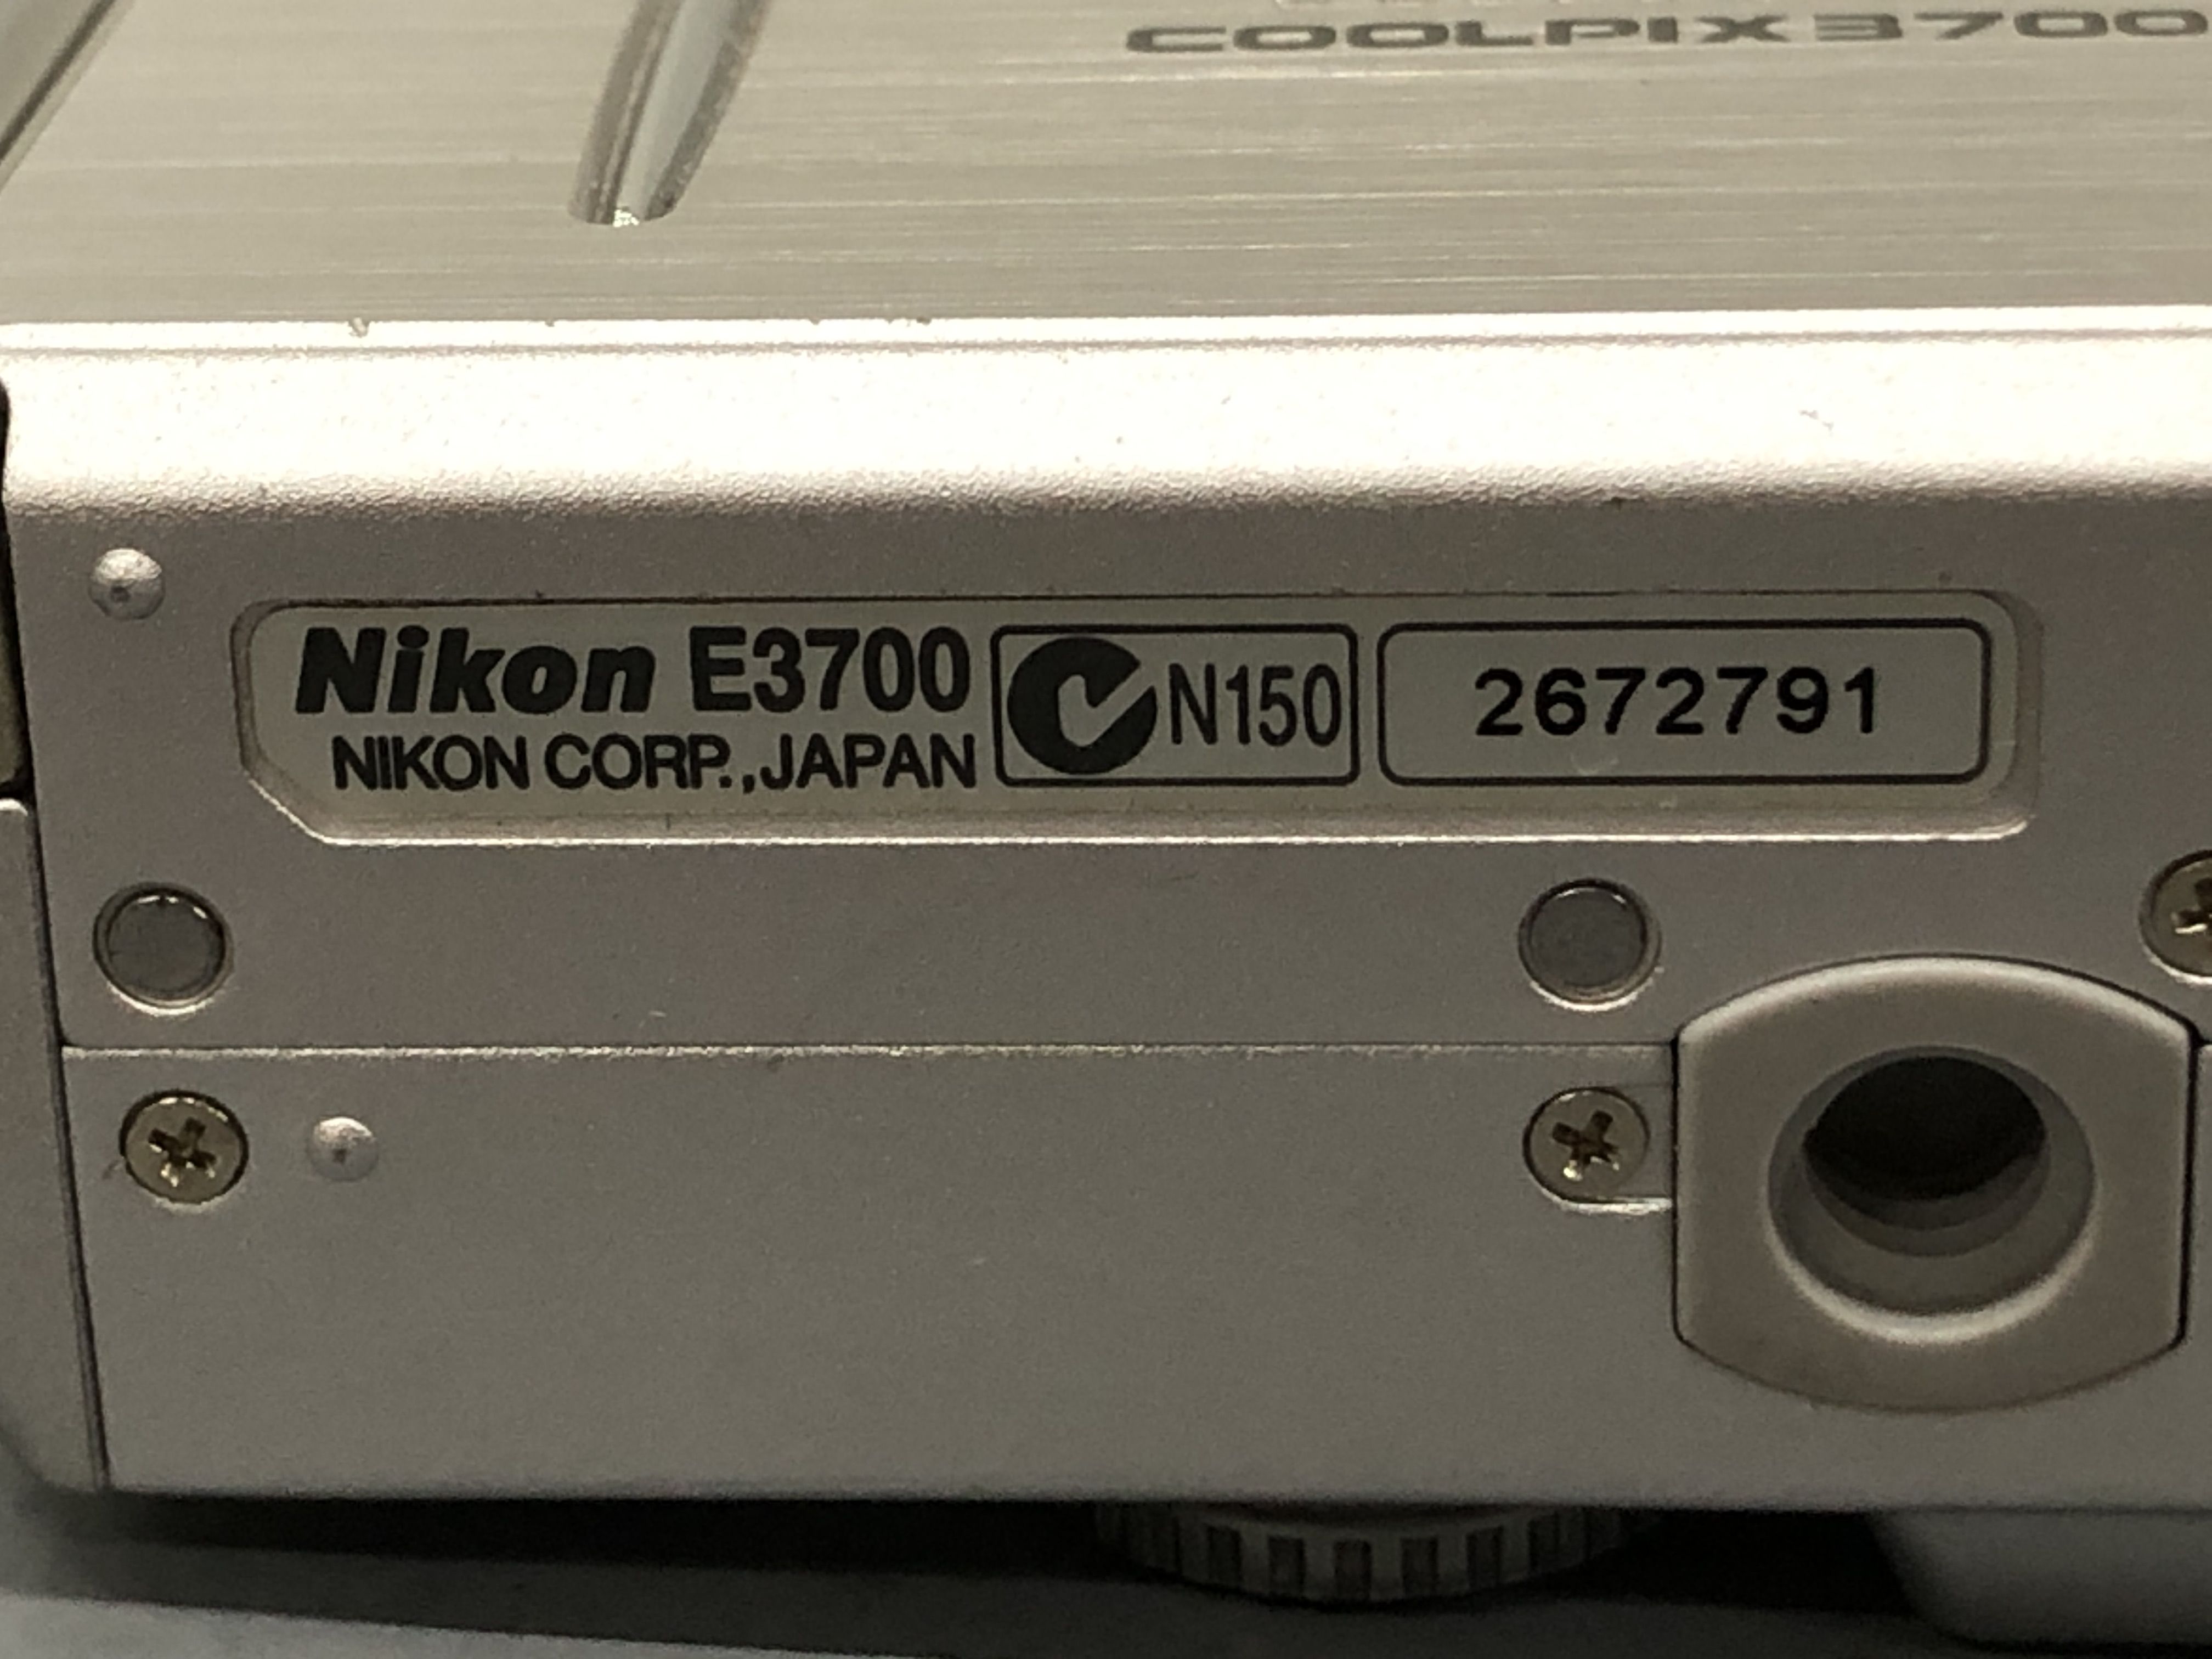 COOLPIX 3700
Nikon E3700
NIKON CORP., JAPAN
N150
2672791